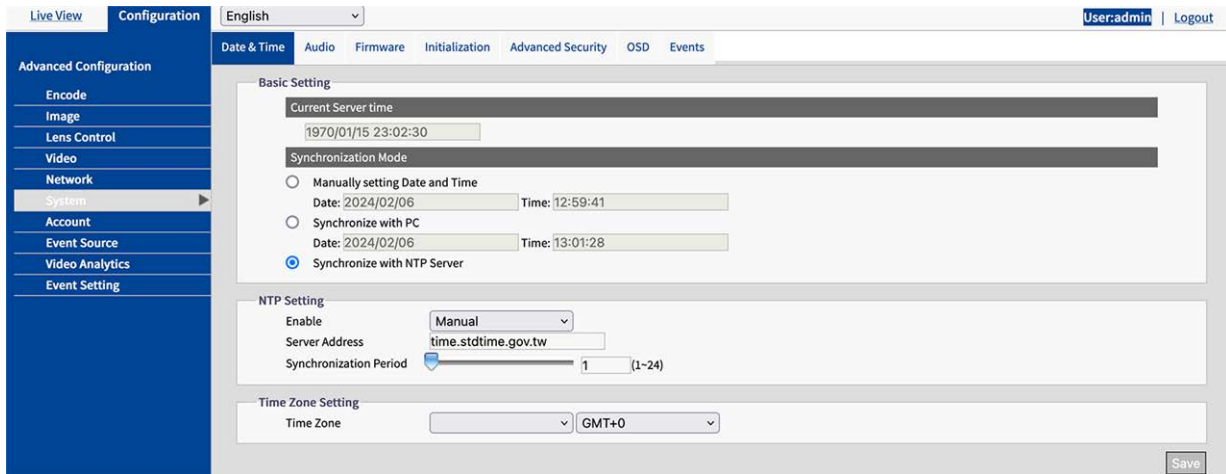 Live View Configuration English User:admin | Logout
Date & Time Audio Firmware Initialization Advanced Security OSD Events
Advanced Configuration
Encode
Image
Lens Control
Video
Network
System
Account
Event Source
Video Analytics
Event Setting
Basic Setting
Current Server time
1970/01/15 23:02:30
Synchronization Mode
Manually setting Date and Time
Date: 2024/02/06 Time: 12:59:41
Synchronize with PC
Date: 2024/02/06 Time: 13:01:28
Synchronize with NTP Server
NTP Setting
Enable Manual
Server Address time.stdtime.gov.tw
Synchronization Period 1 (1~24)
Time Zone Setting
Time Zone GMT+0
Save